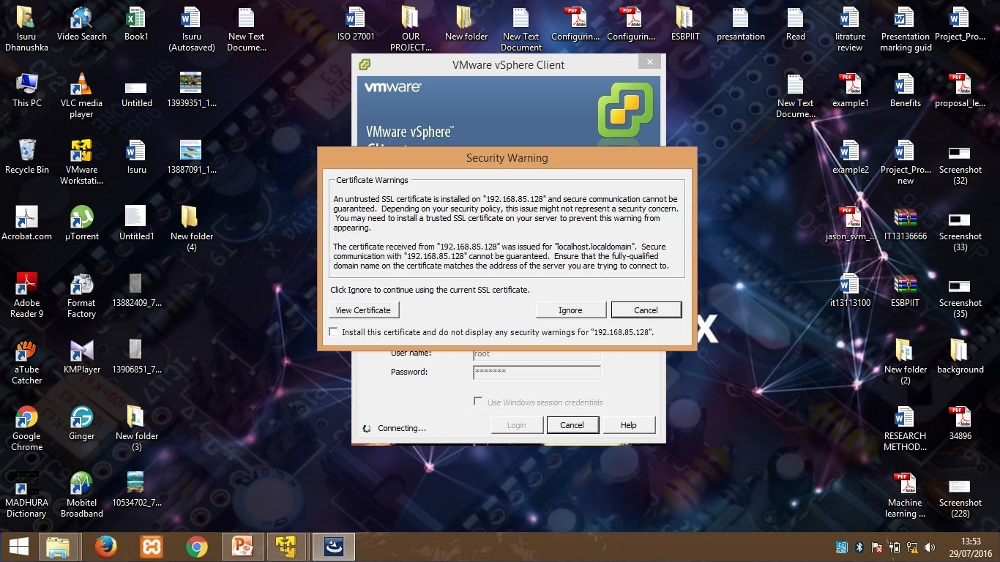 Isuru
Dhanushka
Video Search
Book1
Isuru
(Autosaved)
New Text
Docume...
ISO 27001
OUR
PROJECT...
New folder
New Text
Document
Configurin...
Configurin...
ESBPIIT
presantation
Read
litrature
review
Presentation
marking guid
Project_Pro...
This PC
VLC media
player
Untitled
13939351_1...
New Text
Docume...
example1
Benefits
proposal_le...
Recycle Bin
VMware
Workstati...
Isuru
13887091_1...
example2
Project_Pro...
new
Screenshot
(32)
Acrobat.com
µTorrent
Untitled1
New folder
(4)
jason_svm_...
IT13136666
Screenshot
(33)
Adobe
Reader 9
Format
Factory
13882409_7...
it13113100
ESBPIIT
Screenshot
(35)
aTube
Catcher
KMPlayer
13906851_7...
New folder
(2)
background
Google
Chrome
Ginger
New folder
(3)
RESEARCH
METHOD...
34896
MADHURA
Dictionary
Mobitel
Broadband
10534702_7...
Machine
learning ...
Screenshot
(228)
VMware vSphere Client
vmware
VMware vSphere™
Security Warning
Certificate Warnings
An untrusted SSL certificate is installed on "192.168.85.128" and secure communication cannot be
guaranteed. Depending on your security policy, this issue might not represent a security concern.
You may need to install a trusted SSL certificate on your server to prevent this warning from
appearing.
The certificate received from "192.168.85.128" was issued for "localhost.localdomain". Secure
communication with "192.168.85.128" cannot be guaranteed. Ensure that the fully-qualified
domain name on the certificate matches the address of the server you are trying to connect to.
Ignore to using the current SSL certificate.
View Certificate
Ignore
Cancel
Install this certificate and do not display any security warnings for "192.168.85.128".
X
User name:
root
Password:
*******
Use Windows session credentials
Connecting...
Login
Cancel
Help
13:53
29/07/2016